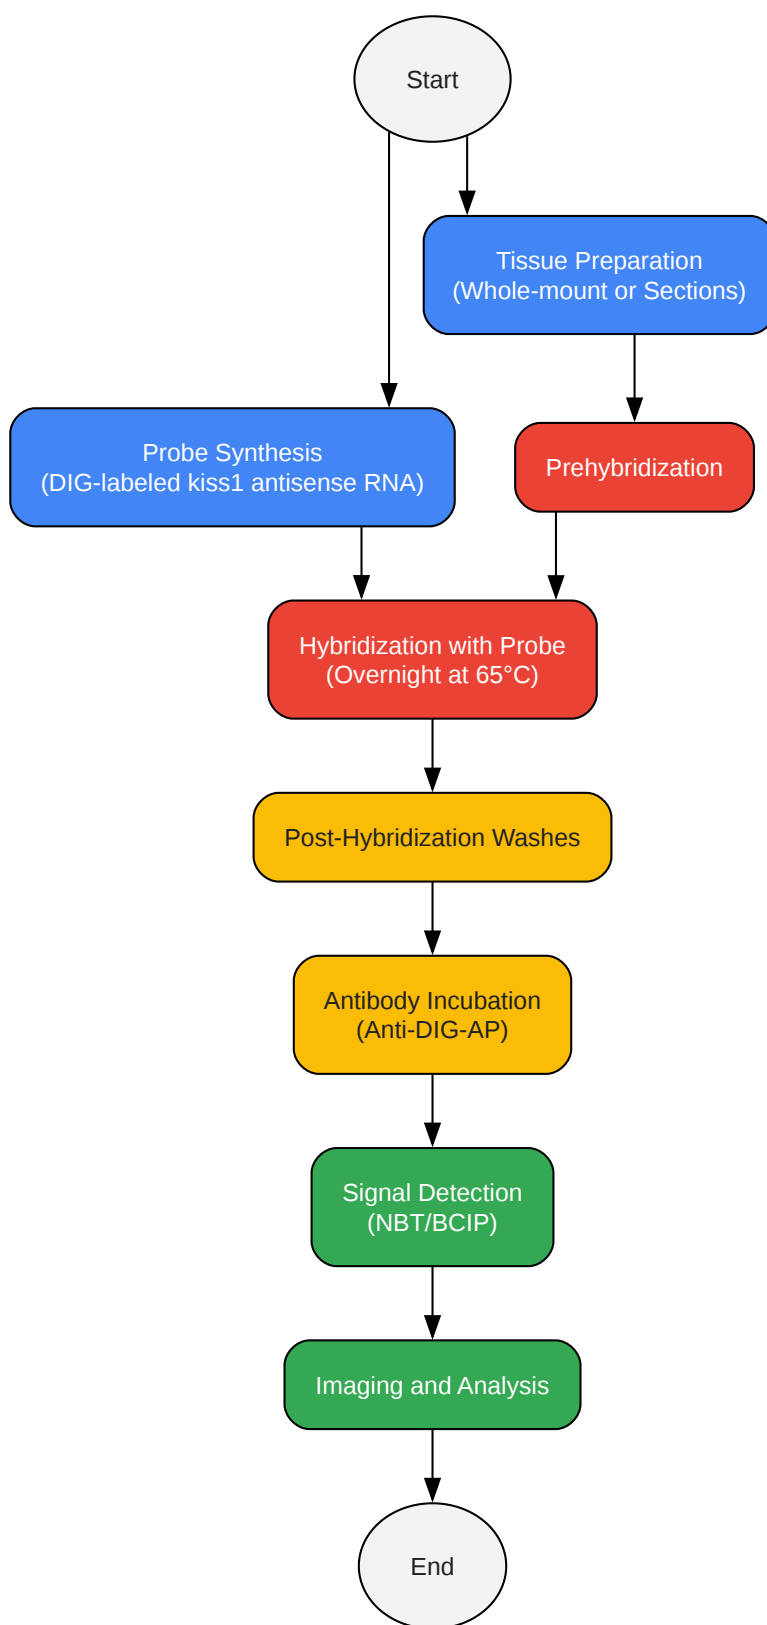 Start
Tissue Preparation
(Whole-mount or Sections)
Probe Synthesis
(DIG-labeled kiss1 antisense RNA)
Prehybridization
Hybridization with Probe
(Overnight at 65°C)
Post-Hybridization Washes
Antibody Incubation
(Anti-DIG-AP)
Signal Detection
(NBT/BCIP)
Imaging and Analysis
End